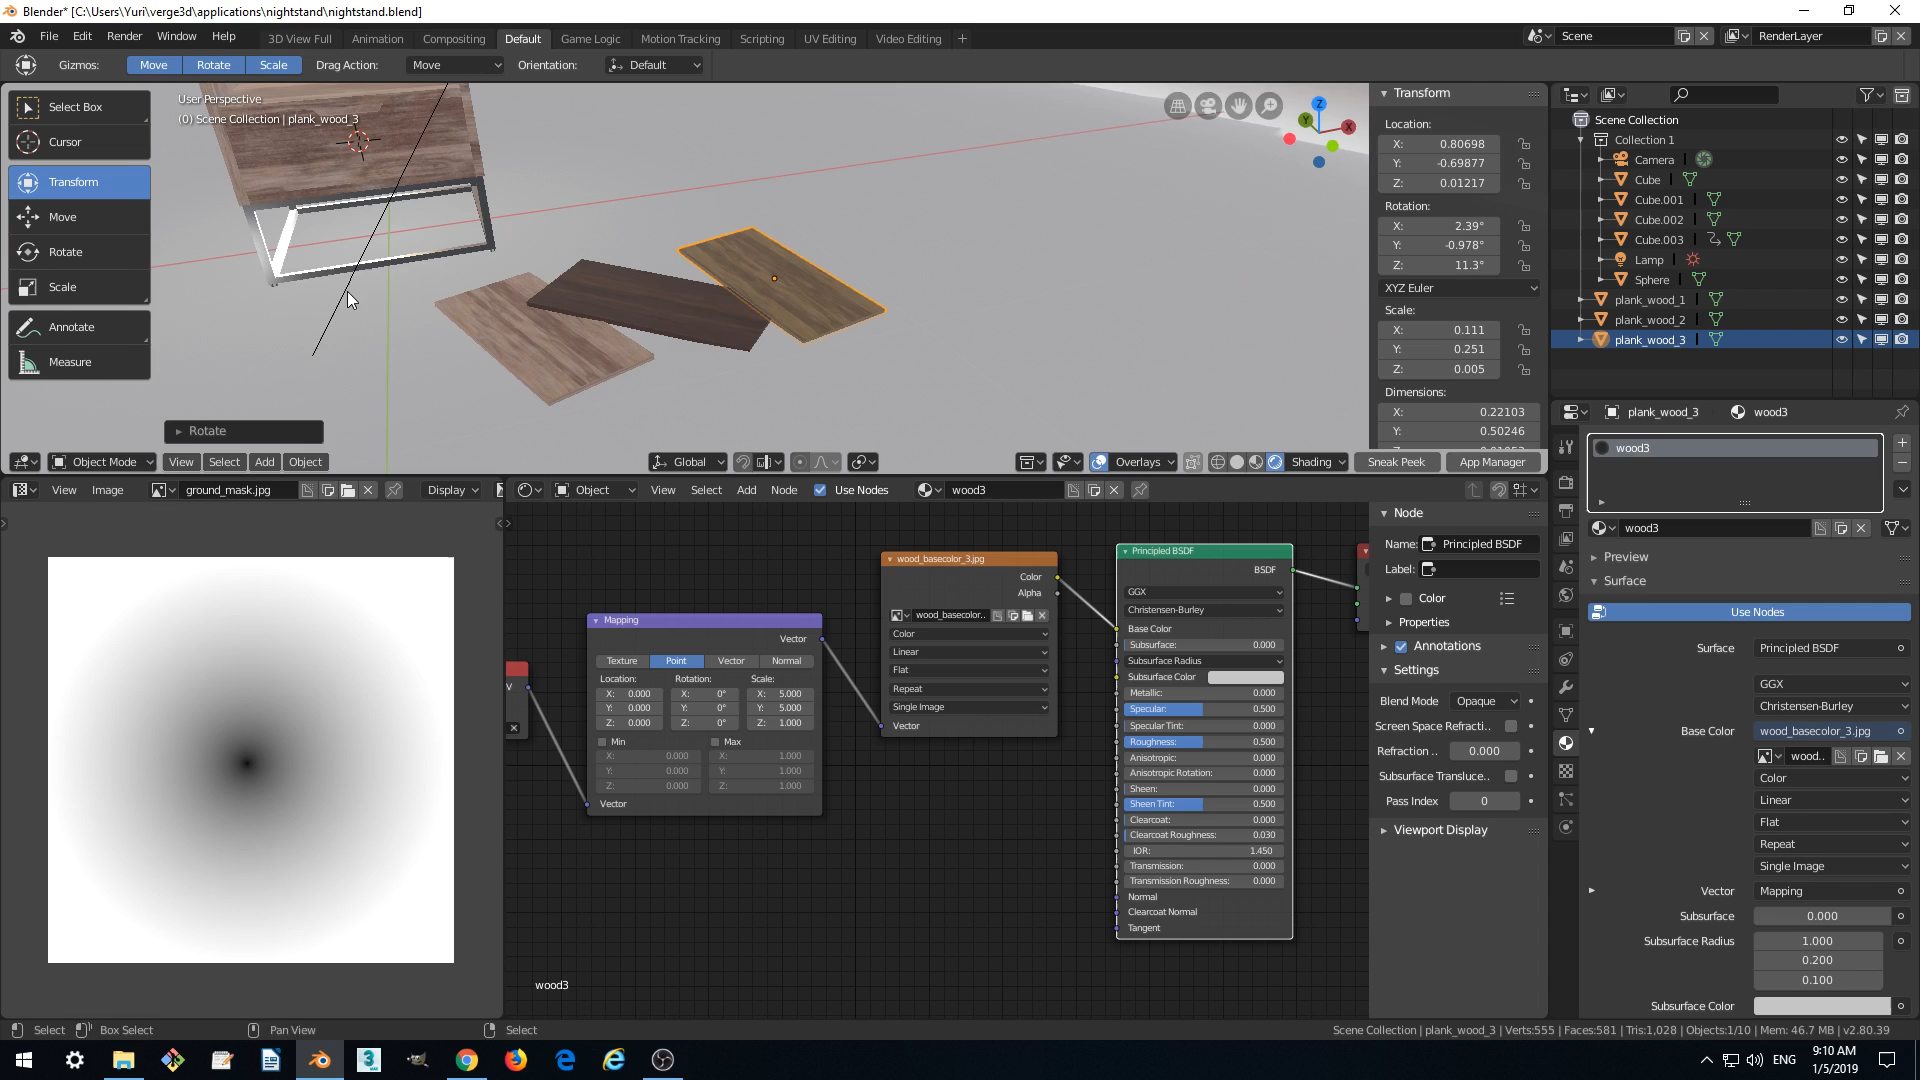 Blender* [C:\Users\Yuri\verge3d\applications\nightstand\nightstand.blend]
File Edit Render Window Help 3D View Full Animation Compositing Default Game Logic Motion Tracking Scripting UV Editing Video Editing + Scene RenderLayer
Gizmos: Move Rotate Scale Drag Action: Move Orientation: Default
User Perspective
(0) Scene Collection | plank_wood_3
Select Box
Cursor
Transform
Move
Rotate
Scale
Annotate
Measure
Rotate
Z
Y
X
Transform
Location:
X: 0.80698
Y: -0.69877
Z: 0.01217
Rotation:
X: 2.39°
Y: -0.978°
Z: 11.3°
XYZ Euler
Scale:
X: 0.111
Y: 0.251
Z: 0.005
Dimensions:
X: 0.22103
Y: 0.50246
Object Mode View Select Add Object Global Overlays Shading Sneak Peek App Manager
Scene Collection
Collection 1
Camera
Cube
Cube.001
Cube.002
Cube.003
Lamp
Sphere
plank_wood_1
plank_wood_2
plank_wood_3
plank_wood_3 wood3
wood3
wood3
Preview
Surface
Use Nodes
Surface Principled BSDF
GGX
Christensen-Burley
Base Color wood_basecolor_3.jpg
wood..
Color
Linear
Flat
Repeat
Single Image
Vector Mapping
Subsurface 0.000
Subsurface Radius 1.000
0.200
0.100
Subsurface Color
View Image ground_mask.jpg Display
Object View Select Add Node Use Nodes wood3
V
Mapping
Vector
Texture Point Vector Normal
Location: Rotation: Scale:
X: 0.000 X: 0° X: 5.000
Y: 0.000 Y: 0° Y: 5.000
Z: 0.000 Z: 0° Z: 1.000
Min Max
X: 0.000 X: 1.000
Y: 0.000 Y: 1.000
Z: 0.000 Z: 1.000
Vector
wood_basecolor_3.jpg
Color
Alpha
wood_basecolor..
Color
Linear
Flat
Repeat
Single Image
Vector
Principled BSDF
BSDF
GGX
Christensen-Burley
Base Color
Subsurface: 0.000
Subsurface Radius
Subsurface Color
Metallic: 0.000
Specular: 0.500
Specular Tint: 0.000
Roughness: 0.500
Anisotropic: 0.000
Anisotropic Rotation: 0.000
Sheen: 0.000
Sheen Tint: 0.500
Clearcoat: 0.000
Clearcoat Roughness: 0.030
IOR: 1.450
Transmission: 0.000
Transmission Roughness: 0.000
Normal
Clearcoat Normal
Tangent
wood3
Node
Name: Principled BSDF
Label:
Color
Properties
Annotations
Settings
Blend Mode Opaque
Screen Space Refracti..
Refraction .. 0.000
Subsurface Transluce..
Pass Index 0
Viewport Display
Select Box Select Pan View Select Scene Collection | plank_wood_3 | Verts:555 | Faces:581 | Tris:1,028 | Objects:1/10 | Mem: 46.7 MB | v2.80.39
3
ENG
9:10 AM
1/5/2019